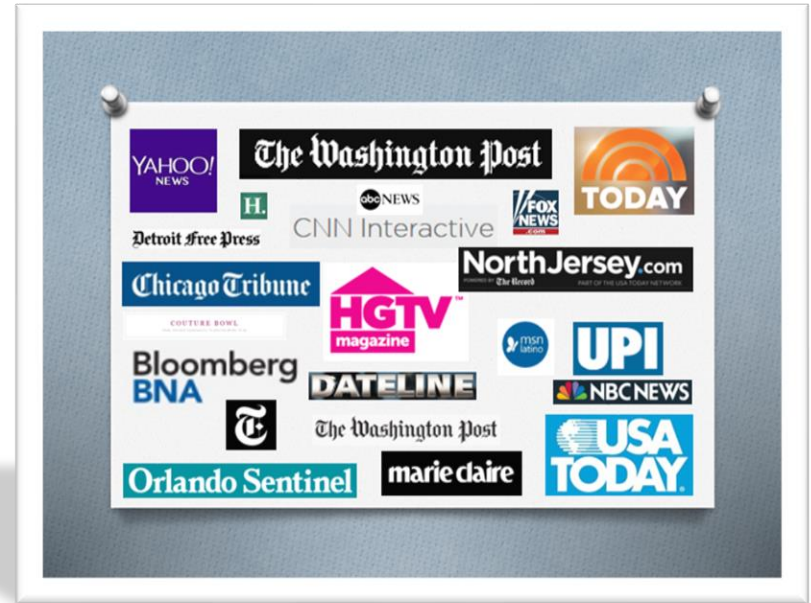 YAHOO!
NEWS
The Washington Post
TODAY
H.
abc NEWS
FOX
NEWS
.com
CNN Interactive
Detroit Free Press
NorthJersey.com
POWERED BY The Record PART OF THE USA TODAY NETWORK
Chicago Tribune
HGTV™
magazine
COUTURE BOWL
msn
latino
UPI
Bloomberg
BNA
DATELINE
NBC NEWS
T
The Washington Post
USA
TODAY®
Orlando Sentinel
marie claire